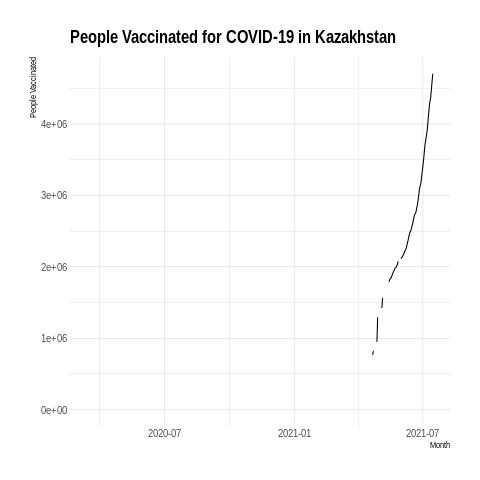 People Vaccinated for COVID-19 in Kazakhstan
People Vaccinated
4e+06
3e+06
2e+06
1e+06
0e+00
2020-07
2021-01
2021-07
Month